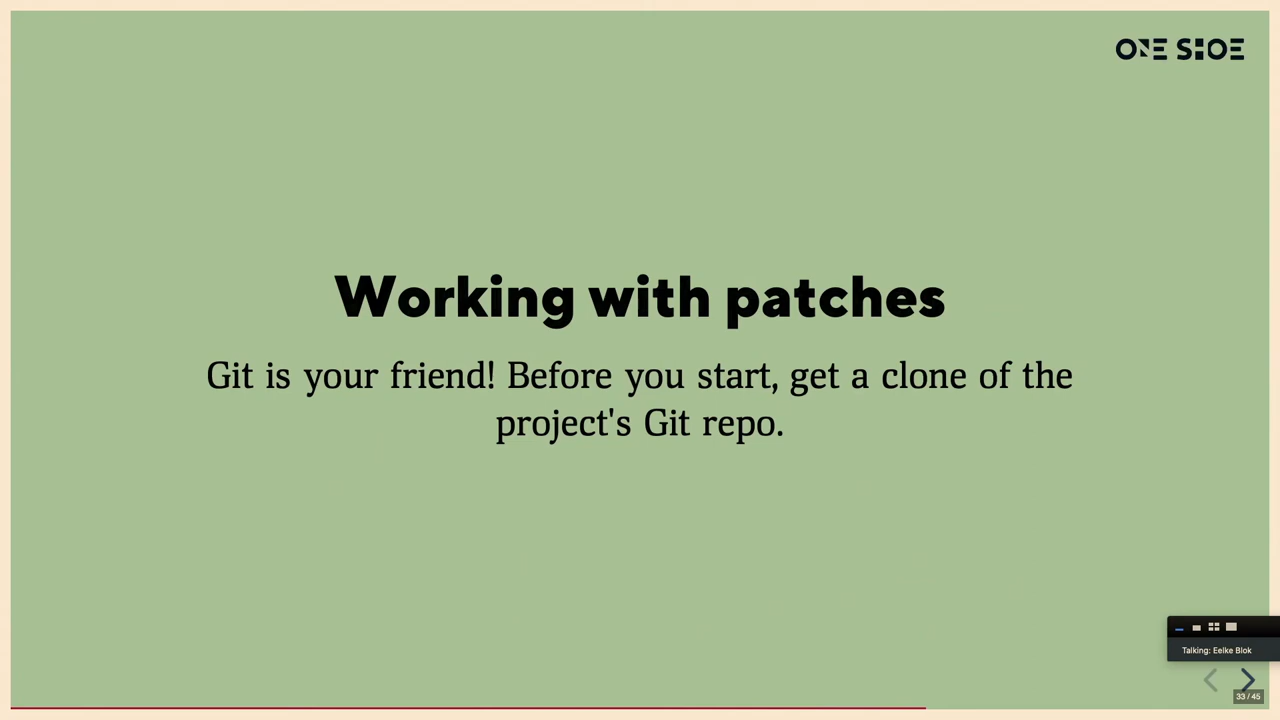 ONE SHOE
Working with patches
Git is your friend! Before you start, get a clone of the
project's Git repo.
Talking: Eelke Blok
33 / 45